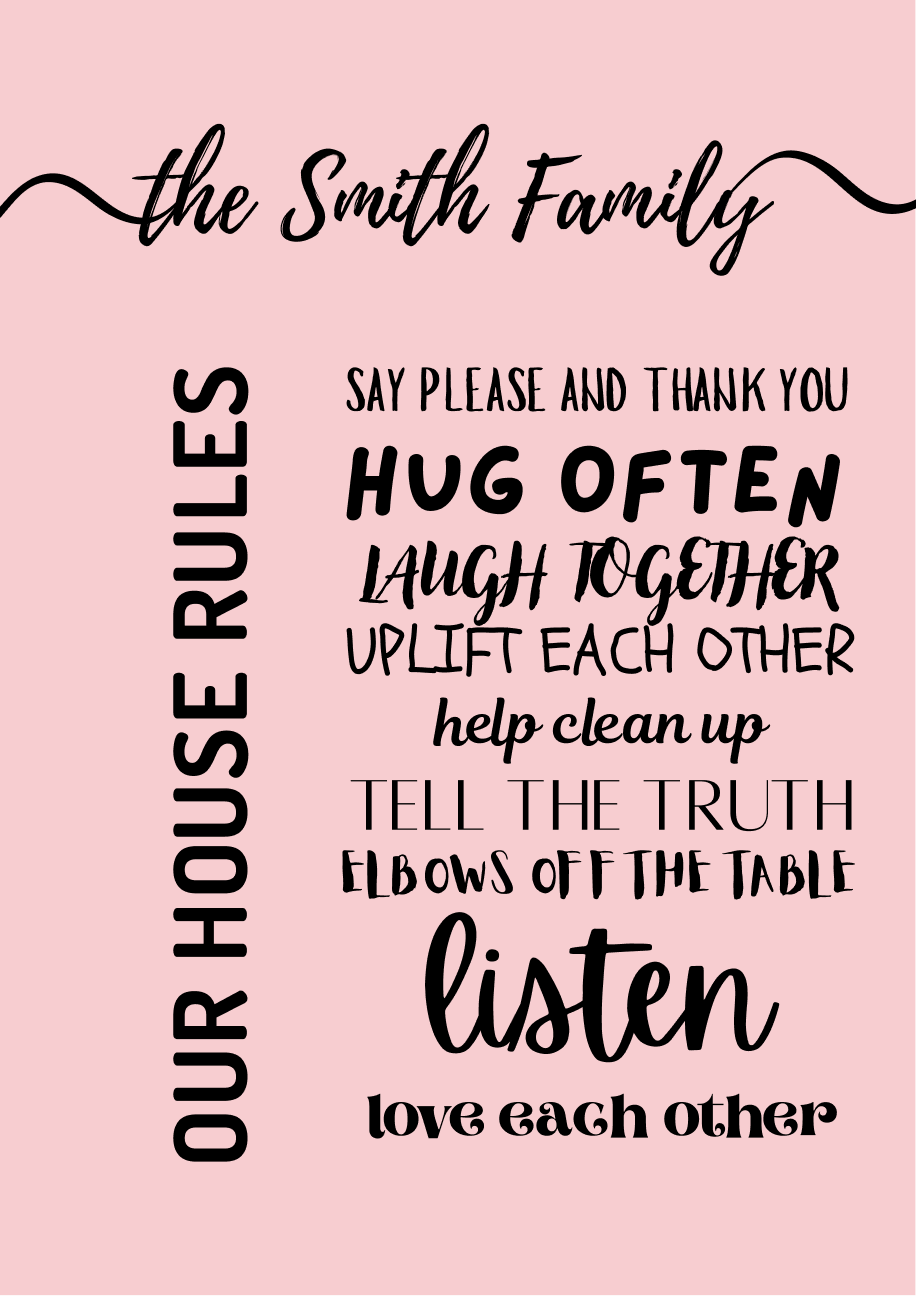 the Smith Family
OUR HOUSE RULES
SAY PLEASE AND THANK YOU
HUG OFTEN
LAUGH TOGETHER
UPLIFT EACH OTHER
help clean up
TELL THE TRUTH
ELBOWS OFF THE TABLE
listen
love each other